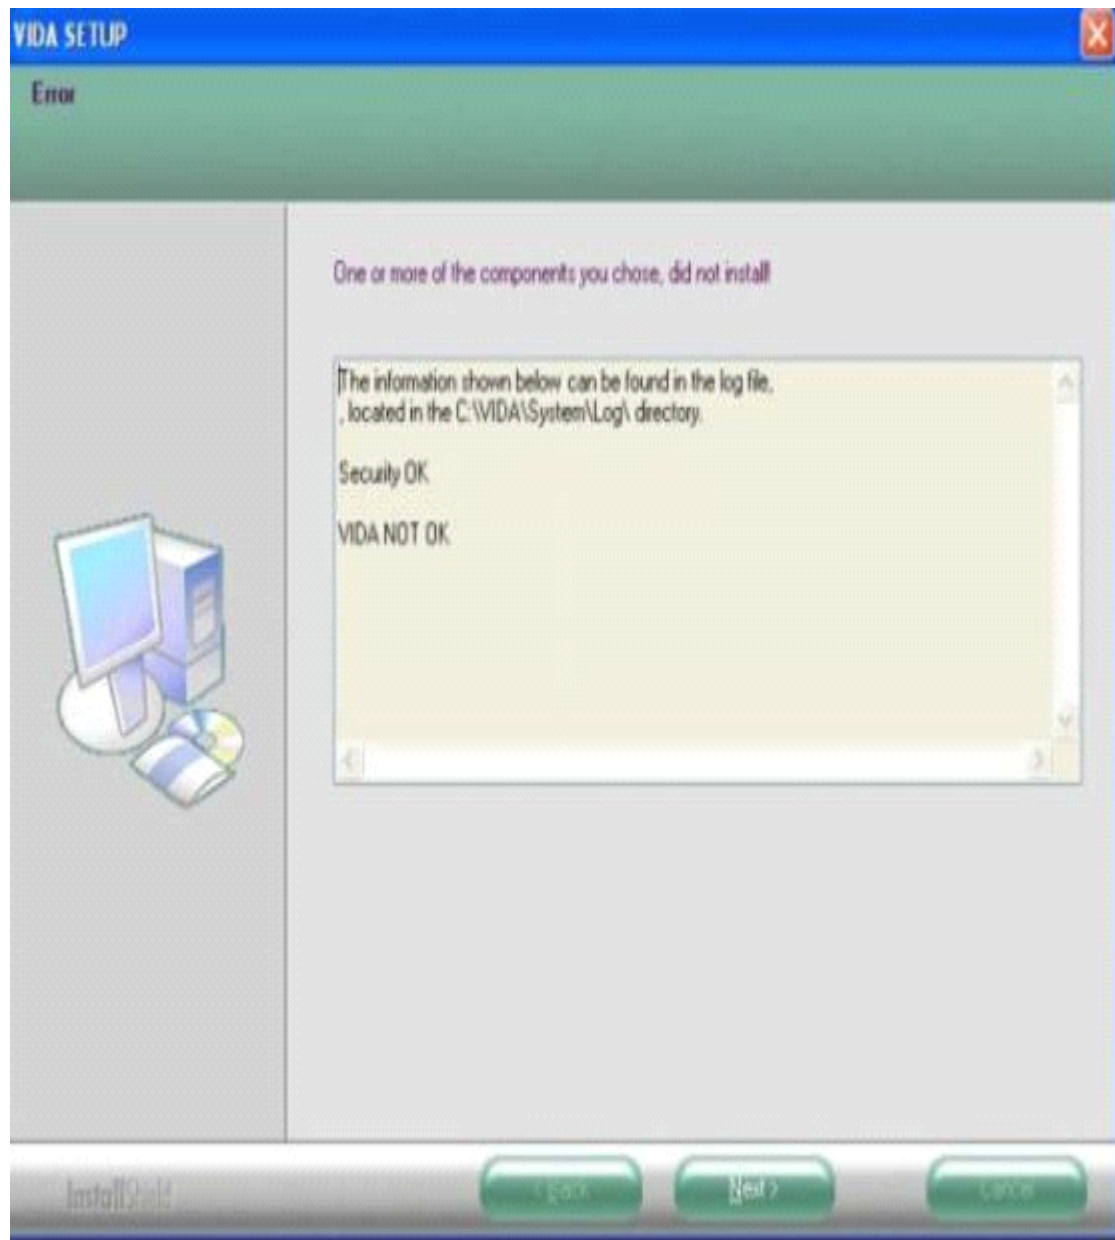 VIDA SETUP
Error
One or more of the components you chose, did not install!
The information shown below can be found in the log file,
, located in the C:\VIDA\System\Log\ directory.
Security OK
VIDA NOT OK
InstallShield
< Back
Next >
Cancel